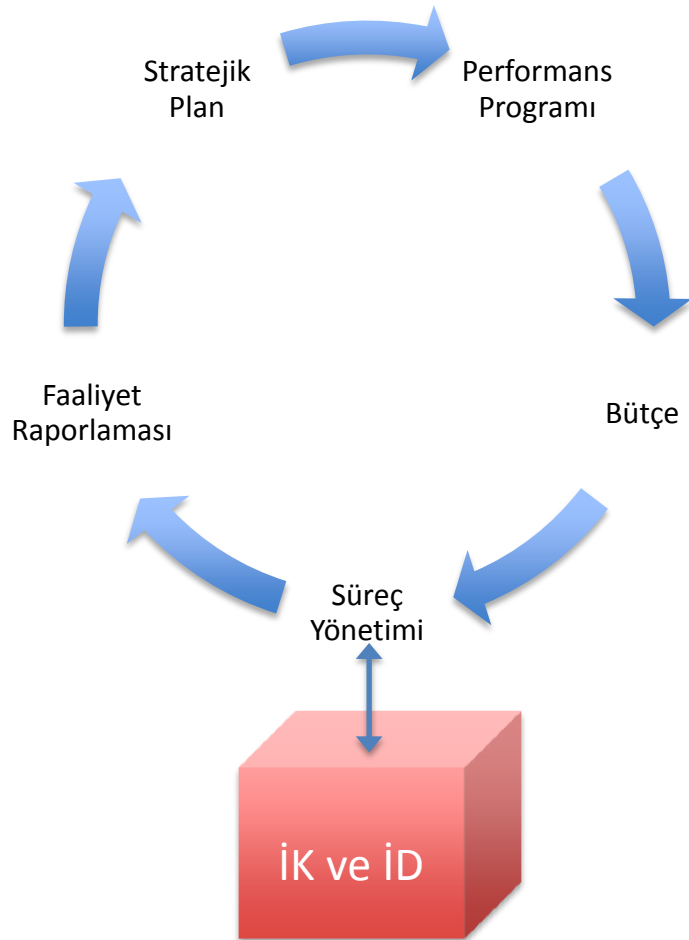 Stratejik
Plan
Performans
Programı
Bütçe
Süreç
Yönetimi
Faaliyet
Raporlaması
İK ve İD